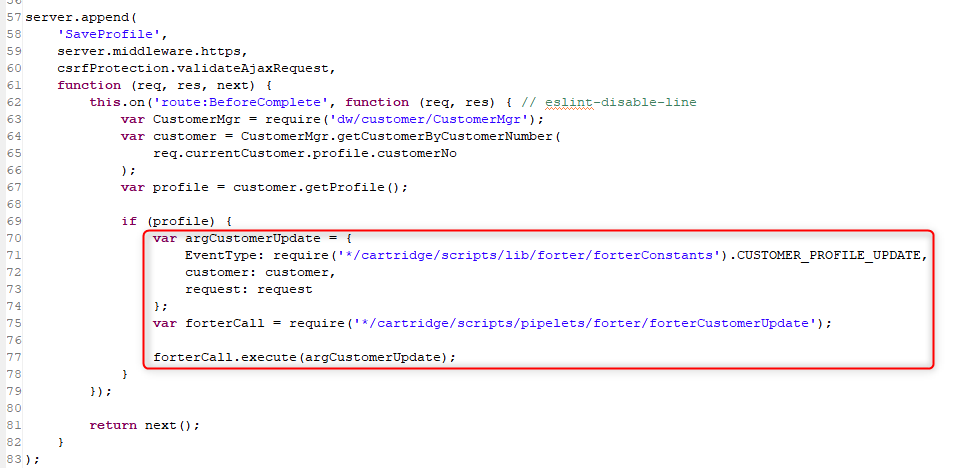 57 server.append(
58     'SaveProfile',
59     server.middleware.https,
60     csrfProtection.validateAjaxRequest,
61     function (req, res, next) {
62         this.on('route:BeforeComplete', function (req, res) { // eslint-disable-line
63             var CustomerMgr = require('dw/customer/CustomerMgr');
64             var customer = CustomerMgr.getCustomerByCustomerNumber(
65                 req.currentCustomer.profile.customerNo
66             );
67             var profile = customer.getProfile();
68
69             if (profile) {
70                 var argCustomerUpdate = {
71                     EventType: require('*/cartridge/scripts/lib/forter/forterConstants').CUSTOMER_PROFILE_UPDATE,
72                     customer: customer,
73                     request: request
74                 };
75                 var forterCall = require('*/cartridge/scripts/pipelets/forter/forterCustomerUpdate');
76
77                 forterCall.execute(argCustomerUpdate);
78             }
79         });
80
81         return next();
82     }
83 );